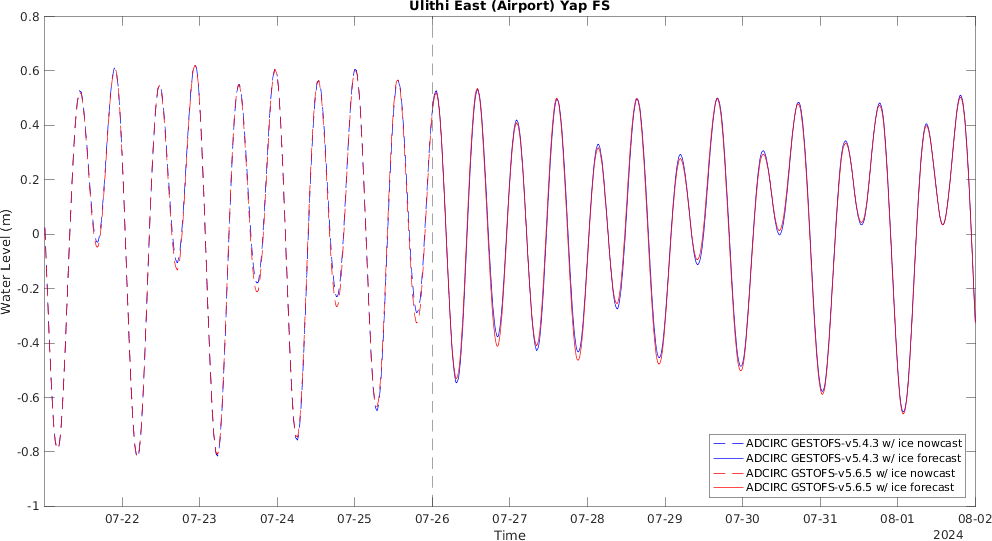 Ulithi East (Airport) Yap FS
0.8
0.6
0.4
0.2
0
-0.2
-0.4
-0.6
-0.8
-1
Water Level (m)
ADCIRC GESTOFS-v5.4.3 w/ ice nowcast
ADCIRC GESTOFS-v5.4.3 w/ ice forecast
ADCIRC GSTOFS-v5.6.5 w/ ice nowcast
ADCIRC GSTOFS-v5.6.5 w/ ice forecast
07-22 07-23 07-24 07-25 07-26 07-27 07-28 07-29 07-30 07-31 08-01 08-02
Time
2024